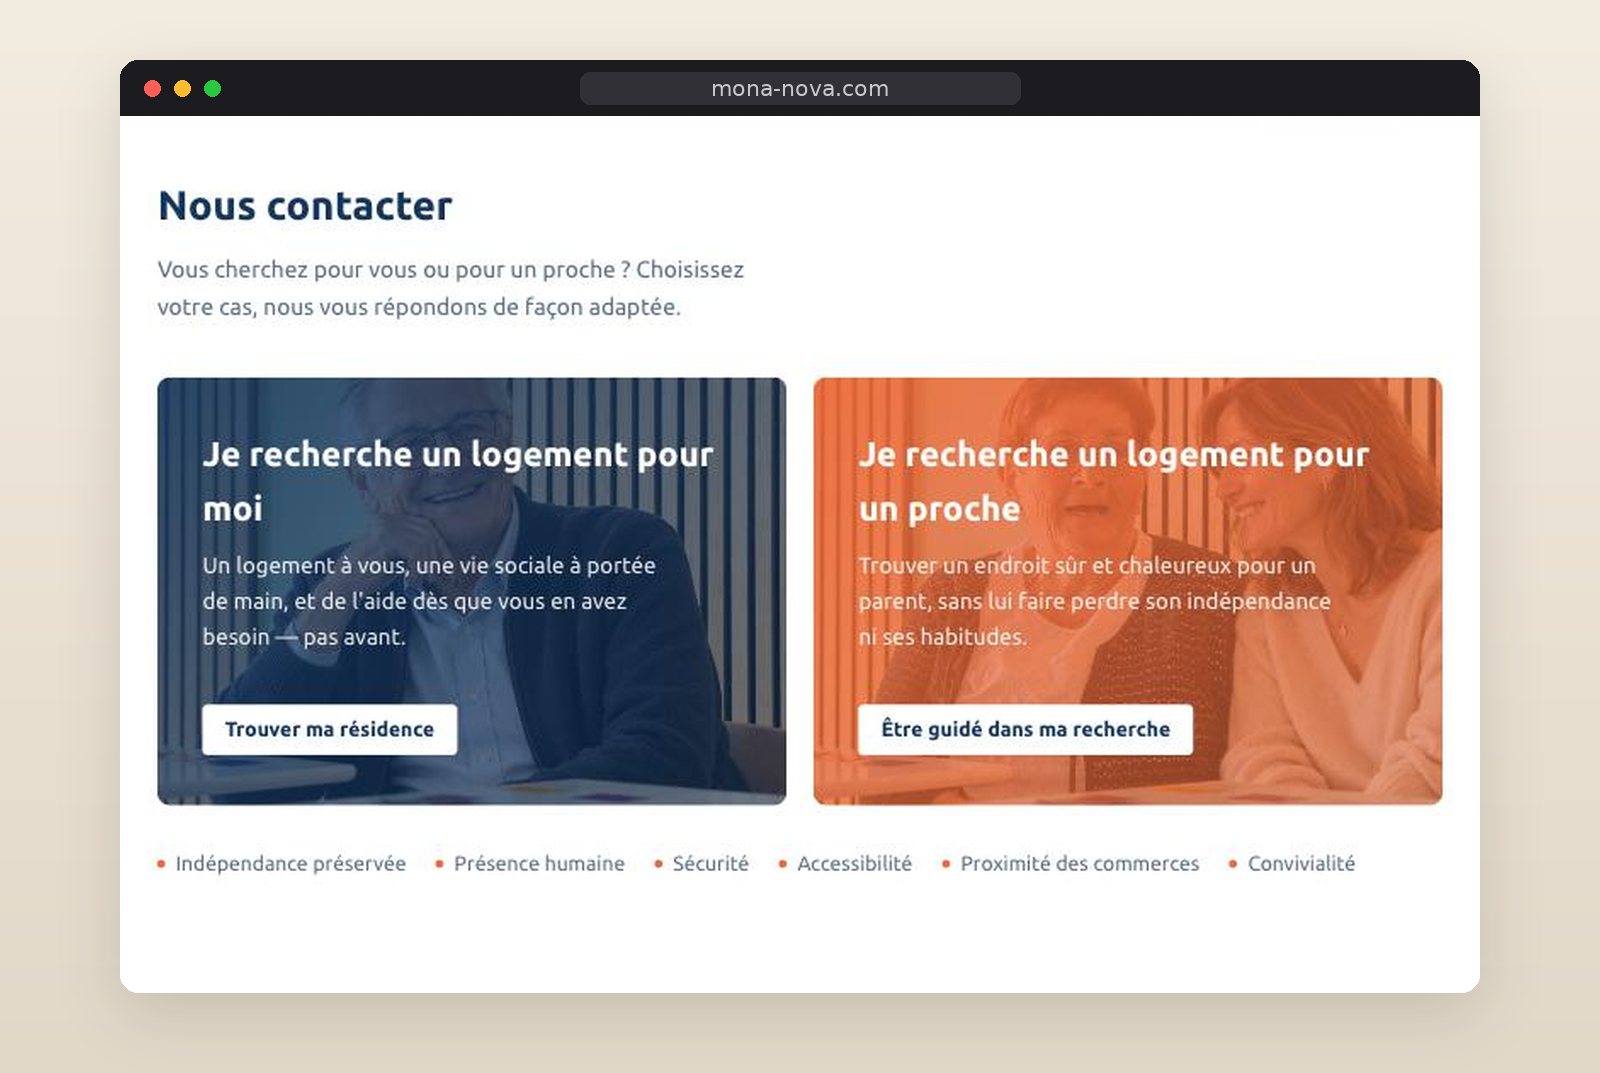 mona-nova.com
Nous contacter
Vous cherchez pour vous ou pour un proche ? Choisissez
votre cas, nous vous répondons de façon adaptée.
Je recherche un logement pour
moi
Un logement à vous, une vie sociale à portée
de main, et de l'aide dès que vous en avez
besoin — pas avant.
Trouver ma résidence
Je recherche un logement pour
un proche
Trouver un endroit sûr et chaleureux pour un
parent, sans lui faire perdre son indépendance
ni ses habitudes.
Être guidé dans ma recherche
Indépendance préservée Présence humaine Sécurité Accessibilité Proximité des commerces Convivialité